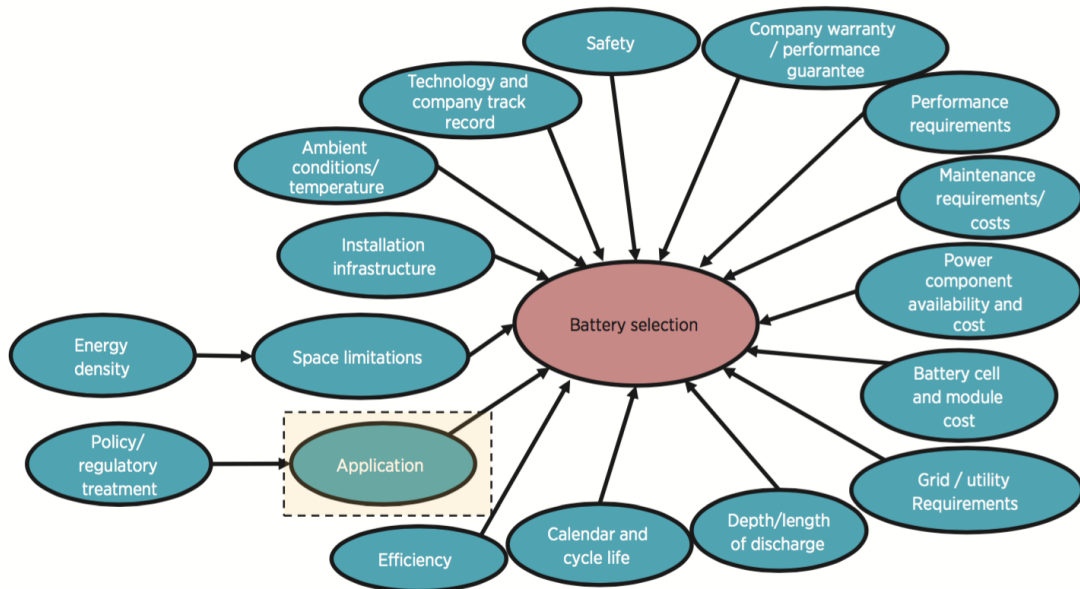 Safety
Company warranty
/ performance
guarantee
Technology and
company track
record
Performance
requirements
Ambient
conditions/
temperature
Maintenance
requirements/
costs
Installation
infrastructure
Power
component
availability and
cost
Battery selection
Energy
density
Space limitations
Battery cell
and module
cost
Policy/
regulatory
treatment
Application
Grid / utility
Requirements
Efficiency
Calendar and
cycle life
Depth/length
of discharge